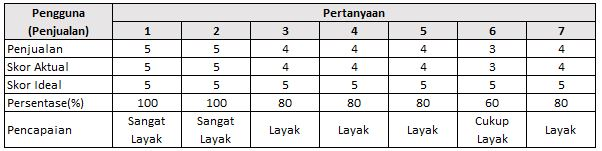 Pengguna (Penjualan) Pertanyaan
1 2 3 4 5 6 7
Penjualan 5 5 4 4 4 3 4
Skor Aktual 5 5 4 4 4 3 4
Skor Ideal 5 5 5 5 5 5 5
Persentase(%) 100 100 80 80 80 60 80
Pencapaian Sangat Layak Sangat Layak Layak Layak Layak Cukup Layak Layak